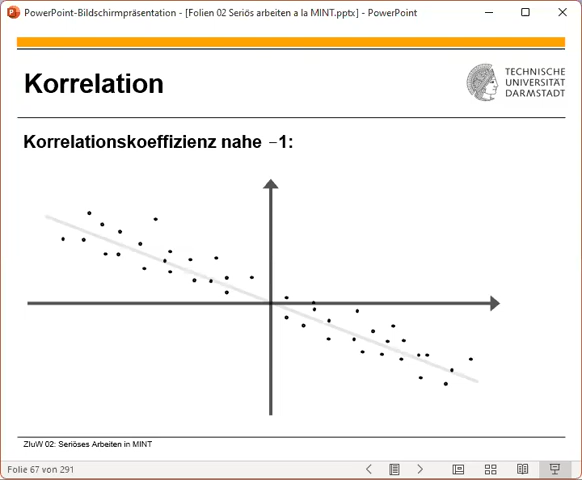 PowerPoint-Bildschirmpräsentation - [Folien 02 Seriös arbeiten a la MINT.pptx] - PowerPoint
Korrelation
TECHNISCHE
UNIVERSITÄT
DARMSTADT
Korrelationskoeffizienz nahe −1:
ZluW 02: Seriöses Arbeiten in MINT
Folie 67 von 291